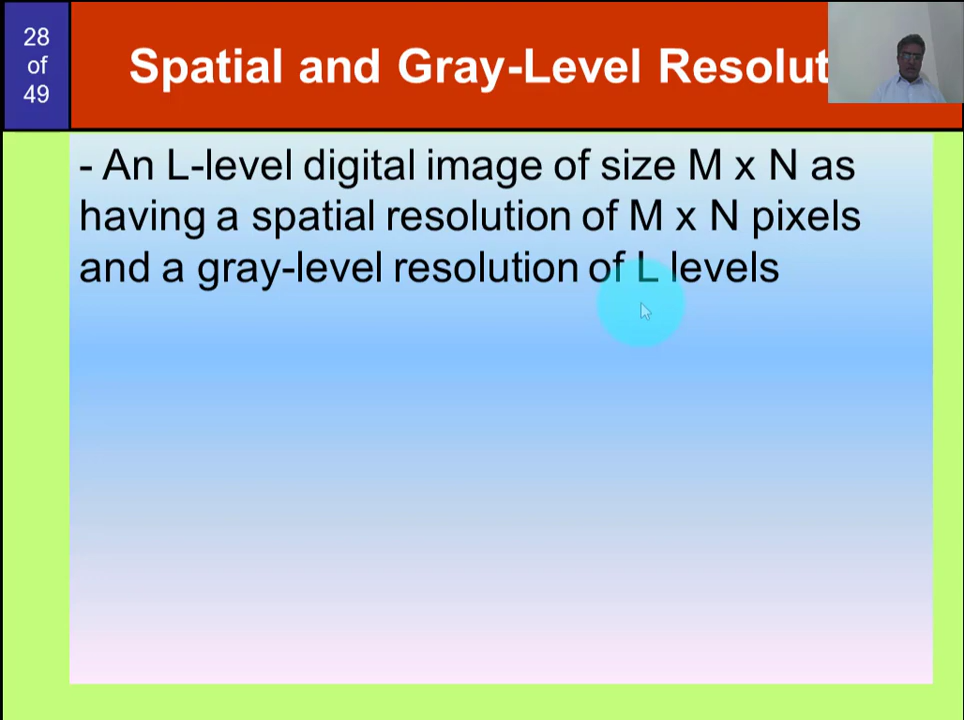 28
of
49
Spatial and Gray-Level Resolut
- An L-level digital image of size M x N as
having a spatial resolution of M x N pixels
and a gray-level resolution of L levels